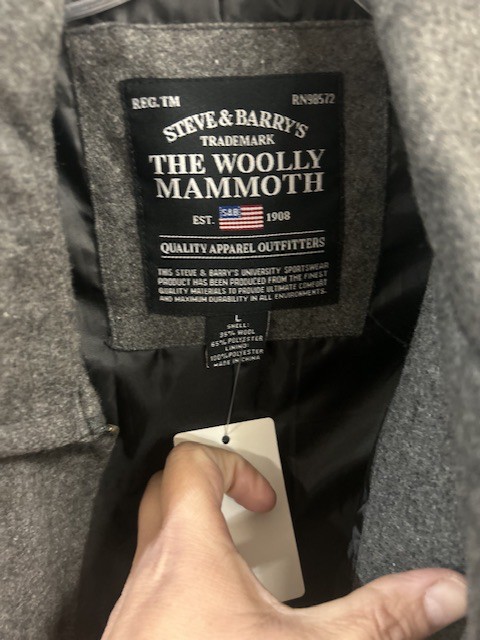 REG.TM RN98572
STEVE & BARRY'S
TRADEMARK
THE WOOLLY
MAMMOTH
EST. S&B 1908
QUALITY APPAREL OUTFITTERS
THIS STEVE & BARRY'S UNIVERSITY SPORTSWEAR
PRODUCT HAS BEEN PRODUCED FROM THE FINEST
QUALITY MATERIALS TO PROVIDE ULTIMATE COMFORT
AND MAXIMUM DURABILITY IN ALL ENVIRONMENTS.
L
SHELL:
35% WOOL
65% POLYESTER
LINING:
100% POLYESTER
MADE IN CHINA